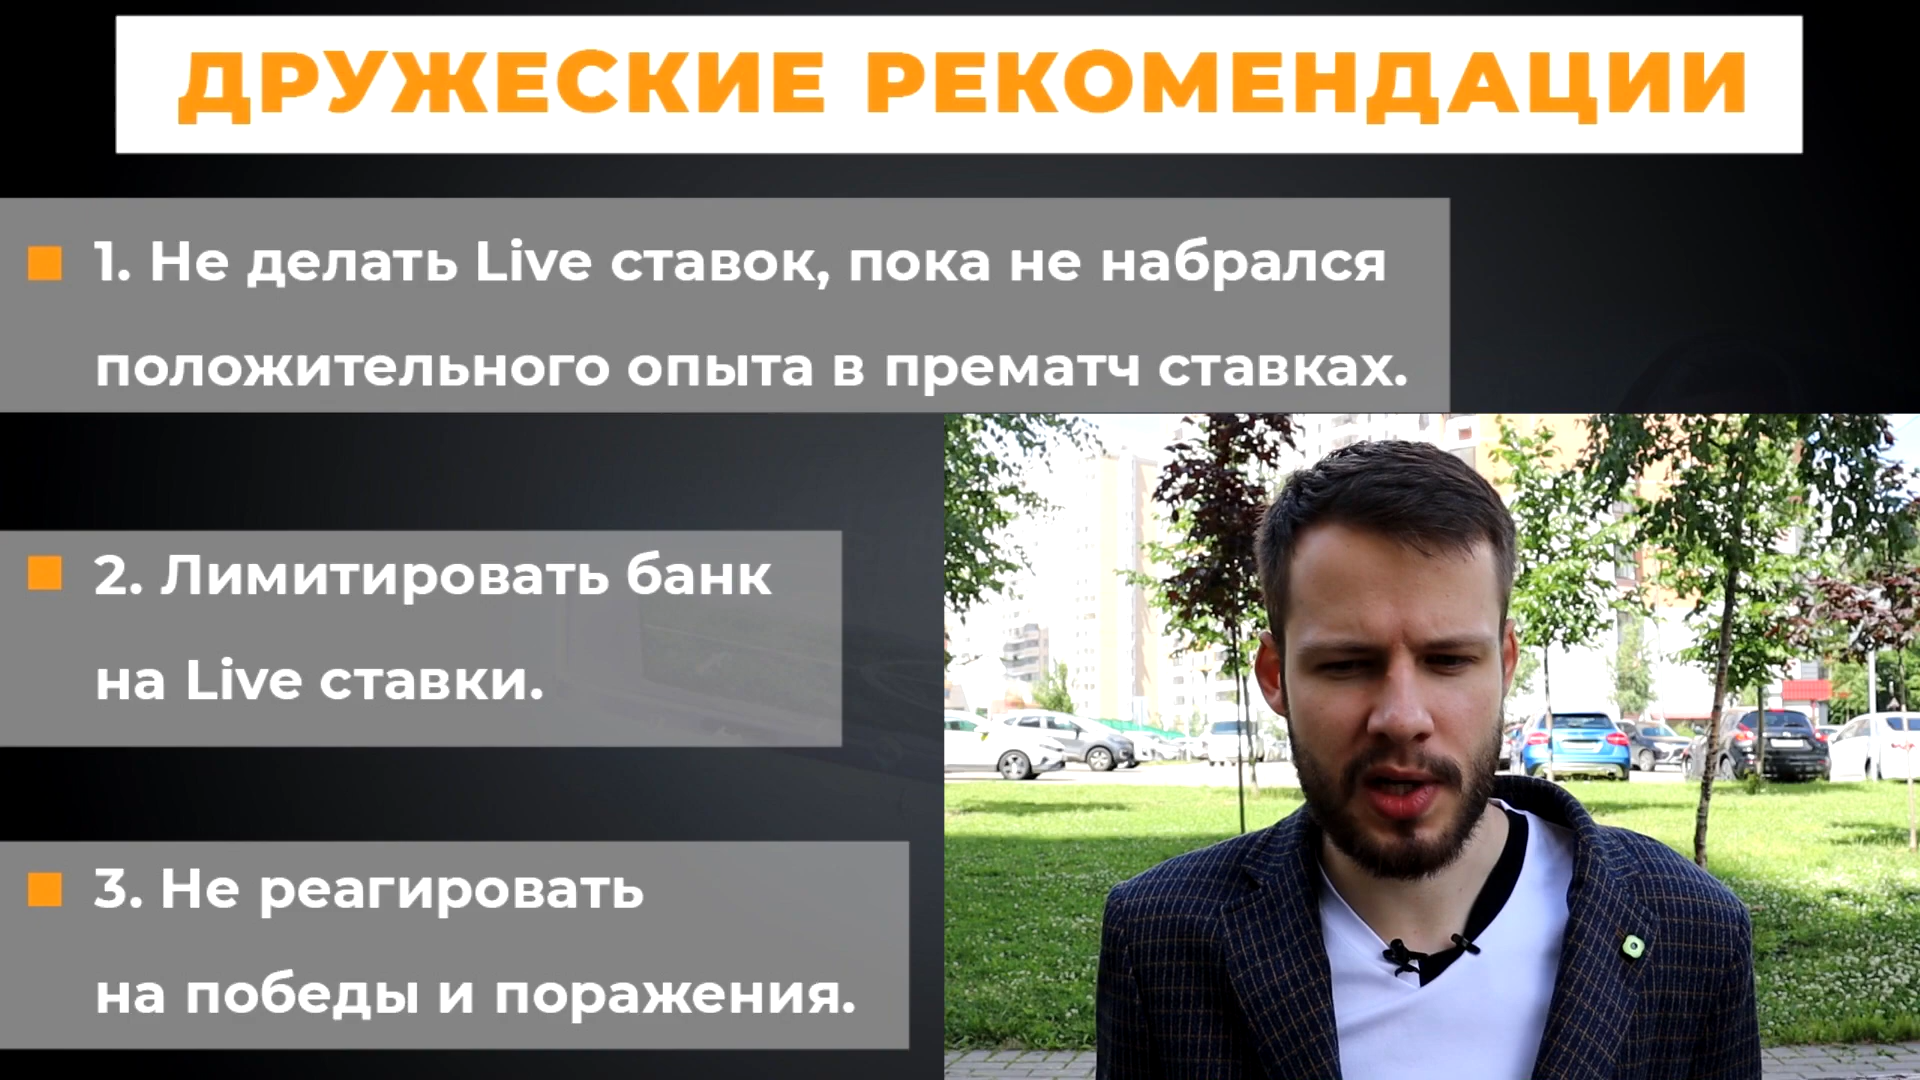 ДРУЖЕСКИЕ РЕКОМЕНДАЦИИ
1. Не делать Live ставок, пока не набрался
положительного опыта в прематч ставках.
2. Лимитировать банк
на Live ставки.
3. Не реагировать
на победы и поражения.